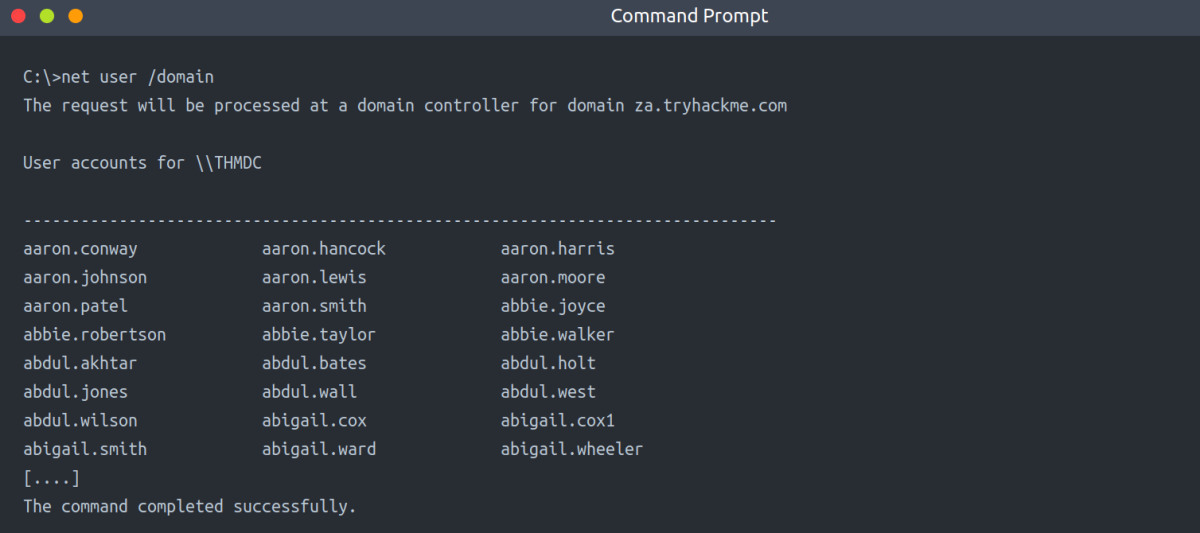 Command Prompt
C:\>net user /domain
The request will be processed at a domain controller for domain za.tryhackme.com
User accounts for \\THMDC
-------------------------------------------------------------------------------
aaron.conway aaron.hancock aaron.harris
aaron.johnson aaron.lewis aaron.moore
aaron.patel aaron.smith abbie.joyce
abbie.robertson abbie.taylor abbie.walker
abdul.akhtar abdul.bates abdul.holt
abdul.jones abdul.wall abdul.west
abdul.wilson abigail.cox abigail.cox1
abigail.smith abigail.ward abigail.wheeler
[....]
The command completed successfully.